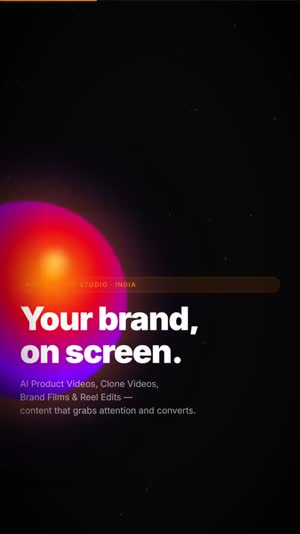 STUDIO · INDIA
Your brand,
on screen.
AI Product Videos, Clone Videos,
Brand Films & Reel Edits —
content that grabs attention and converts.